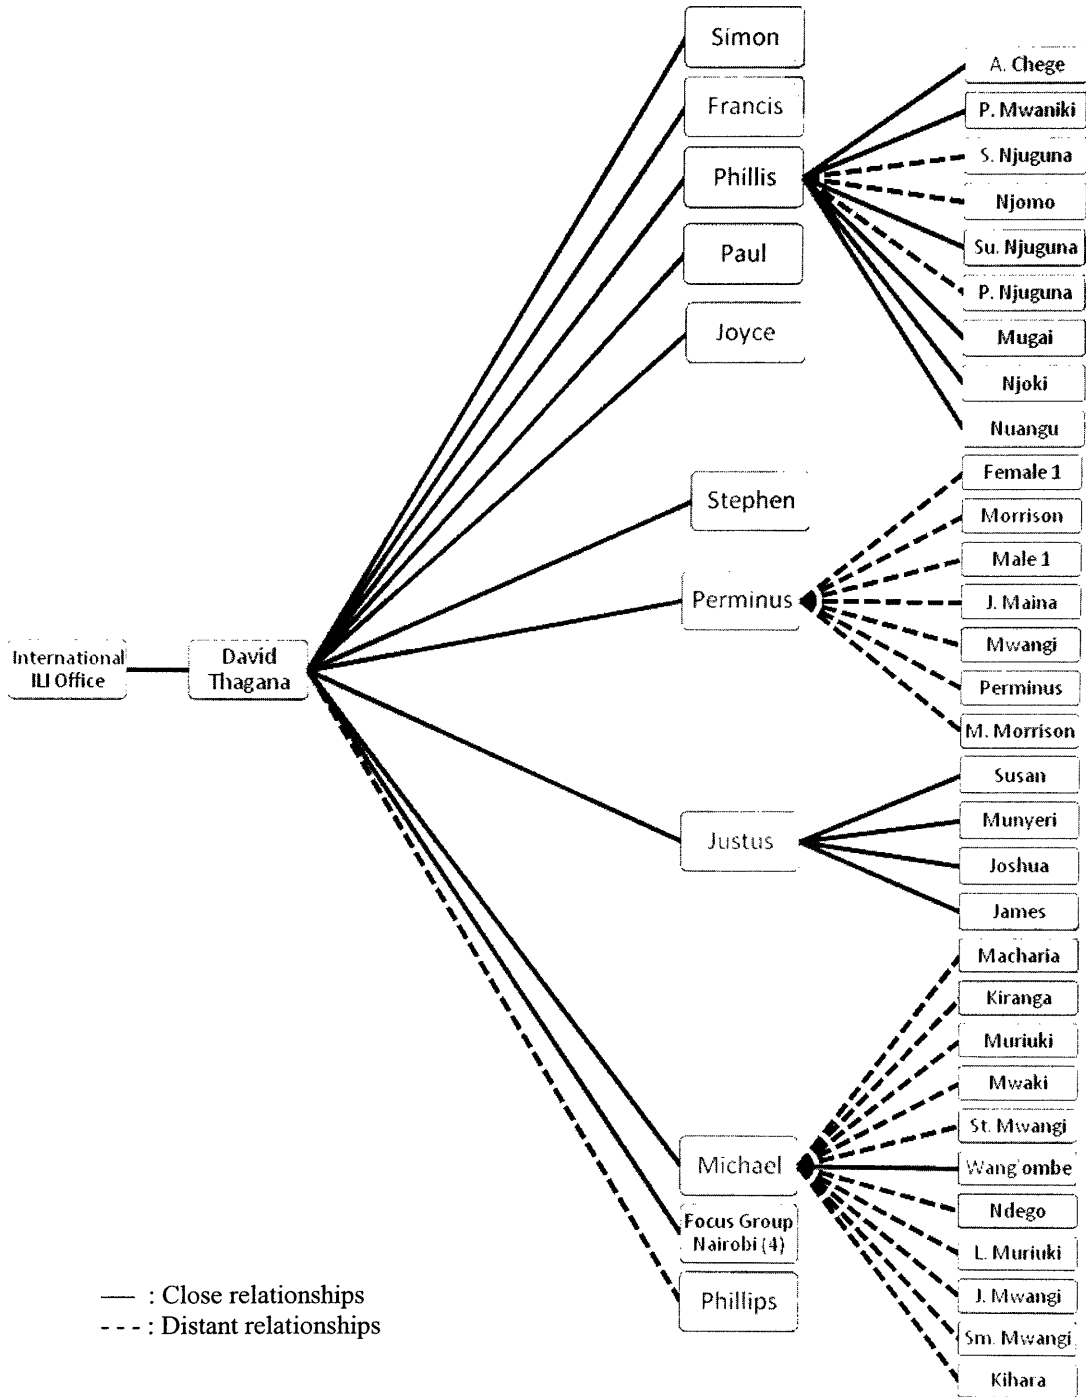 Simon
Francis
Phillis
Paul
Joyce
Stephen
Perminus
Justus
Michael
Focus Group
Nairobi (4)
Phillips
A. Chege
P. Mwaniki
S. Njuguna
Njomo
Su. Njuguna
P. Njuguna
Mugai
Njoki
Nuangu
Female 1
Morrison
Male 1
J. Maina
Mwangi
Perminus
M. Morrison
Susan
Munyeri
Joshua
James
Macharia
Kiranga
Muriuki
Mwaki
St. Mwangi
Wang'ombe
Ndego
L. Muriuki
J. Mwangi
Sm. Mwangi
Kihara
International
ILI Office
David
Thagana
: Close relationships
: Distant relationships